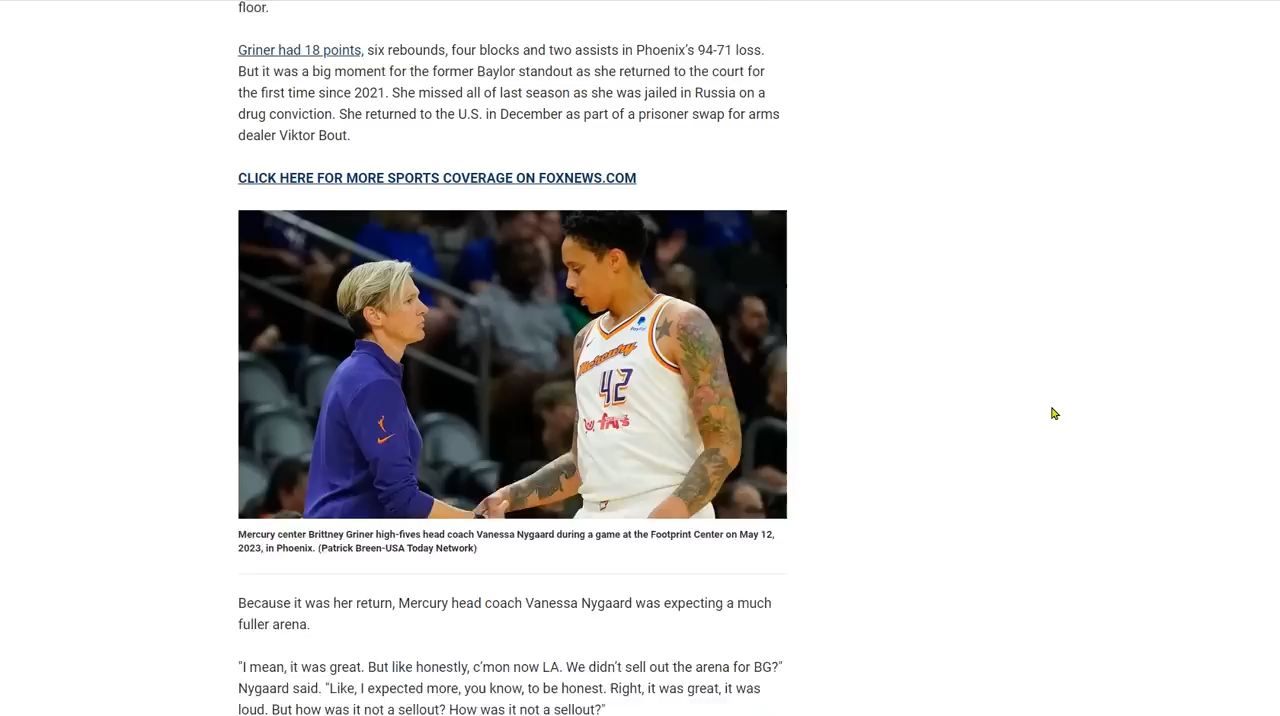 floor.
Griner had 18 points, six rebounds, four blocks and two assists in Phoenix's 94-71 loss.
But it was a big moment for the former Baylor standout as she returned to the court for
the first time since 2021. She missed all of last season as she was jailed in Russia on a
drug conviction. She returned to the U.S. in December as part of a prisoner swap for arms
dealer Viktor Bout.
CLICK HERE FOR MORE SPORTS COVERAGE ON FOXNEWS.COM
PayPal
Mercury
42
Mercury center Brittney Griner high-fives head coach Vanessa Nygaard during a game at the Footprint Center on May 12,
2023, in Phoenix. (Patrick Breen-USA Today Network)
Because it was her return, Mercury head coach Vanessa Nygaard was expecting a much
fuller arena.
"I mean, it was great. But like honestly, c'mon now LA. We didn't sell out the arena for BG?"
Nygaard said. "Like, I expected more, you know, to be honest. Right, it was great, it was
loud. But how was it not a sellout? How was it not a sellout?"